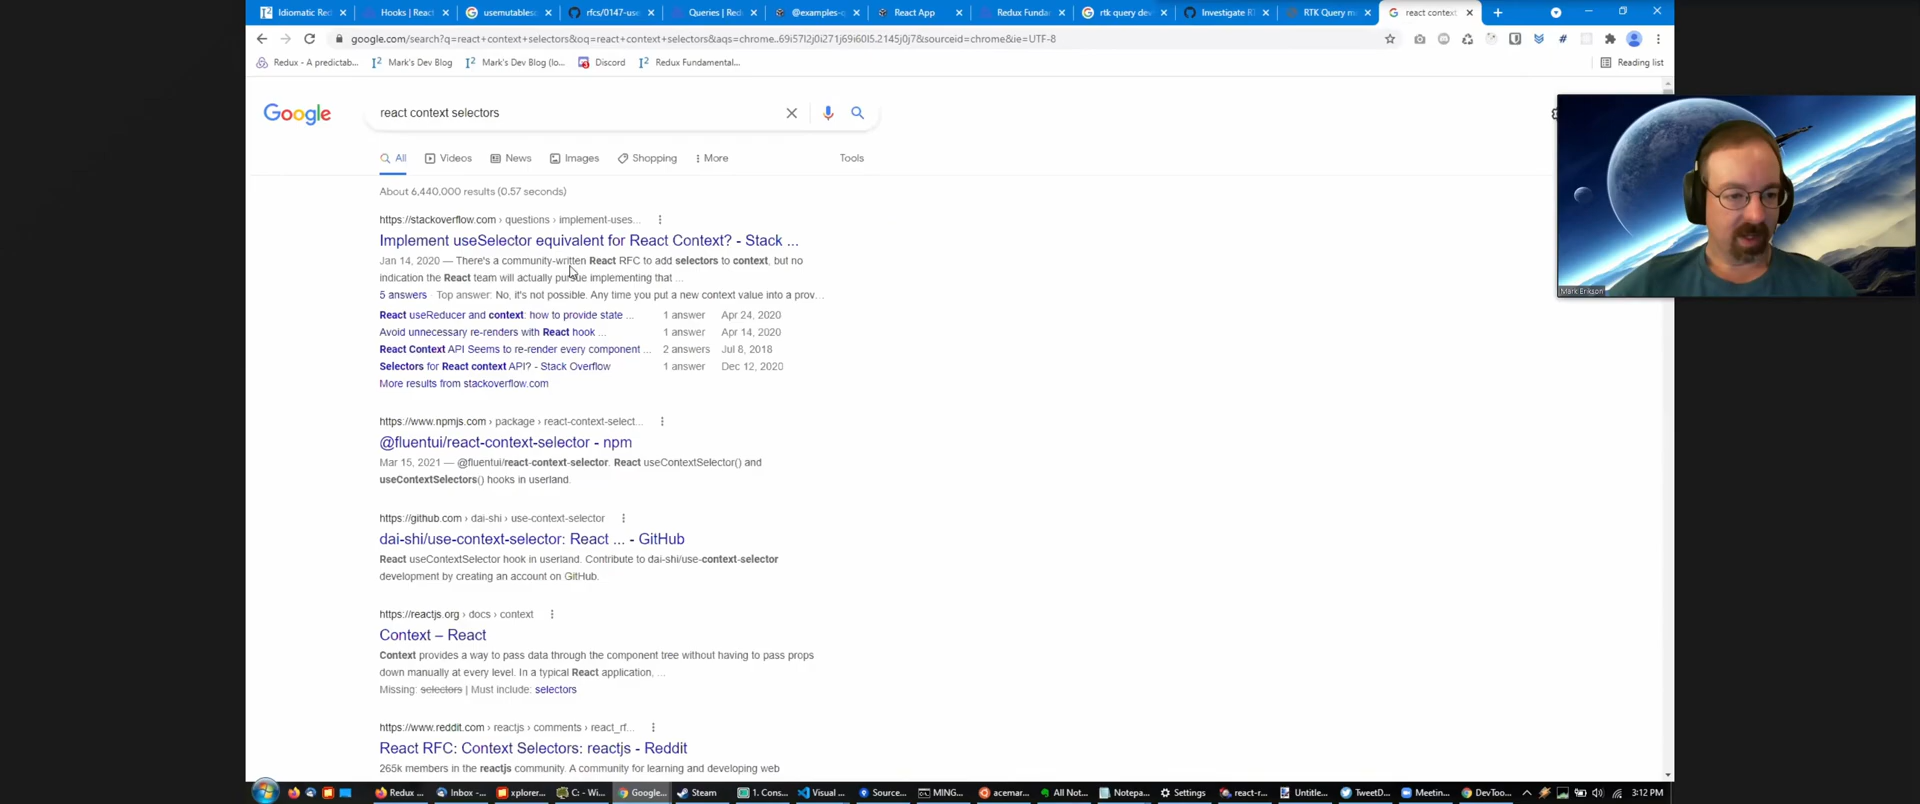 Idiomatic Red
Hooks | React
usemutables
rfcs/0147-use
Queries | Red
@examples-q
React App
Redux Funda
rtk query dev
Investigate R
RTK Query m
react context
google.com/search?q=react+context+selectors&oq=react+context+selectors&aqs=chrome..69i57l2j0i271j69i60l5.2145j0j7&sourceid=chrome&ie=UTF-8
Redux - A predictab...
Mark's Dev Blog
Mark's Dev Blog (lo...
Discord
Redux Fundamental...
Reading list
Google
react context selectors
All
Videos
News
Images
Shopping
More
Tools
About 6,440,000 results (0.57 seconds)
https://stackoverflow.com › questions › implement-uses...
Implement useSelector equivalent for React Context? - Stack ...
Jan 14, 2020 — There's a community-written React RFC to add selectors to context, but no
indication the React team will actually pursue implementing that ...
5 answers Top answer: No, it's not possible. Any time you put a new context value into a prov...
React useReducer and context: how to provide state ... 1 answer Apr 24, 2020
Avoid unnecessary re-renders with React hook ... 1 answer Apr 14, 2020
React Context API Seems to re-render every component ... 2 answers Jul 8, 2018
Selectors for React context API? - Stack Overflow 1 answer Dec 12, 2020
More results from stackoverflow.com
https://www.npmjs.com › package › react-context-select...
@fluentui/react-context-selector - npm
Mar 15, 2021 — @fluentui/react-context-selector. React useContextSelector() and
useContextSelectors() hooks in userland.
https://github.com › dai-shi › use-context-selector
dai-shi/use-context-selector: React ... - GitHub
React useContextSelector hook in userland. Contribute to dai-shi/use-context-selector
development by creating an account on GitHub.
https://reactjs.org › docs › context
Context – React
Context provides a way to pass data through the component tree without having to pass props
down manually at every level. In a typical React application, ...
Missing: selectors | Must include: selectors
https://www.reddit.com › reactjs › comments › react_rf...
React RFC: Context Selectors: reactjs - Reddit
265k members in the reactjs community. A community for learning and developing web
Mark Erikson
Redux ...
Inbox -...
xplorer...
C: - Wi...
Google...
Steam
1. Cons...
Visual ...
Source...
MING...
acemar...
All Not...
Notepa...
Settings
react-r...
Untitle...
TweetD...
Meetin...
DevToo...
3:12 PM